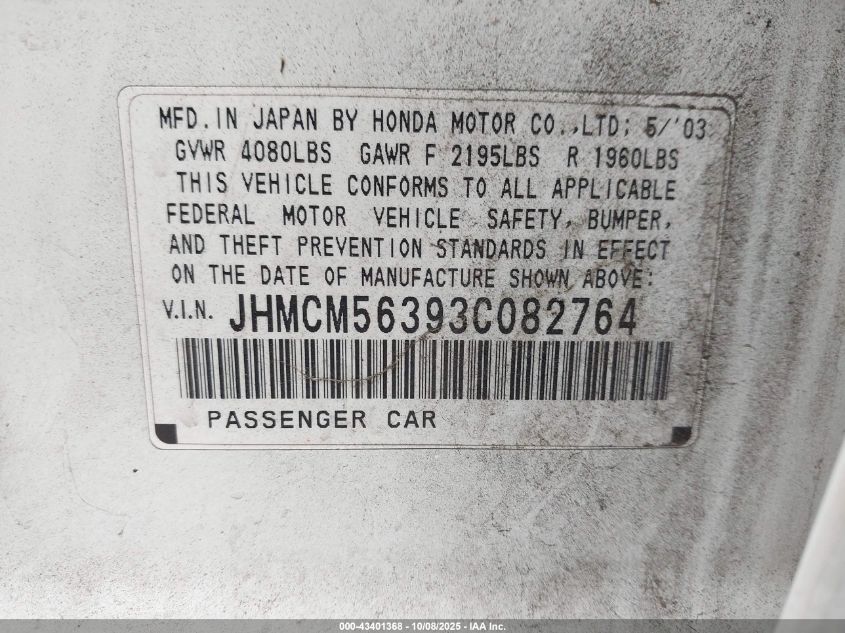 MFD. IN JAPAN BY HONDA MOTOR CO., LTD; 5/'03
GVWR 4080LBS GAWR F 2195LBS R 1960LBS
THIS VEHICLE CONFORMS TO ALL APPLICABLE
FEDERAL MOTOR VEHICLE SAFETY, BUMPER,
AND THEFT PREVENTION STANDARDS IN EFFECT
ON THE DATE OF MANUFACTURE SHOWN ABOVE:
V.I.N. JHMCM56393C082764
PASSENGER CAR
000-43401368 - 10/08/2025 - IAA Inc.